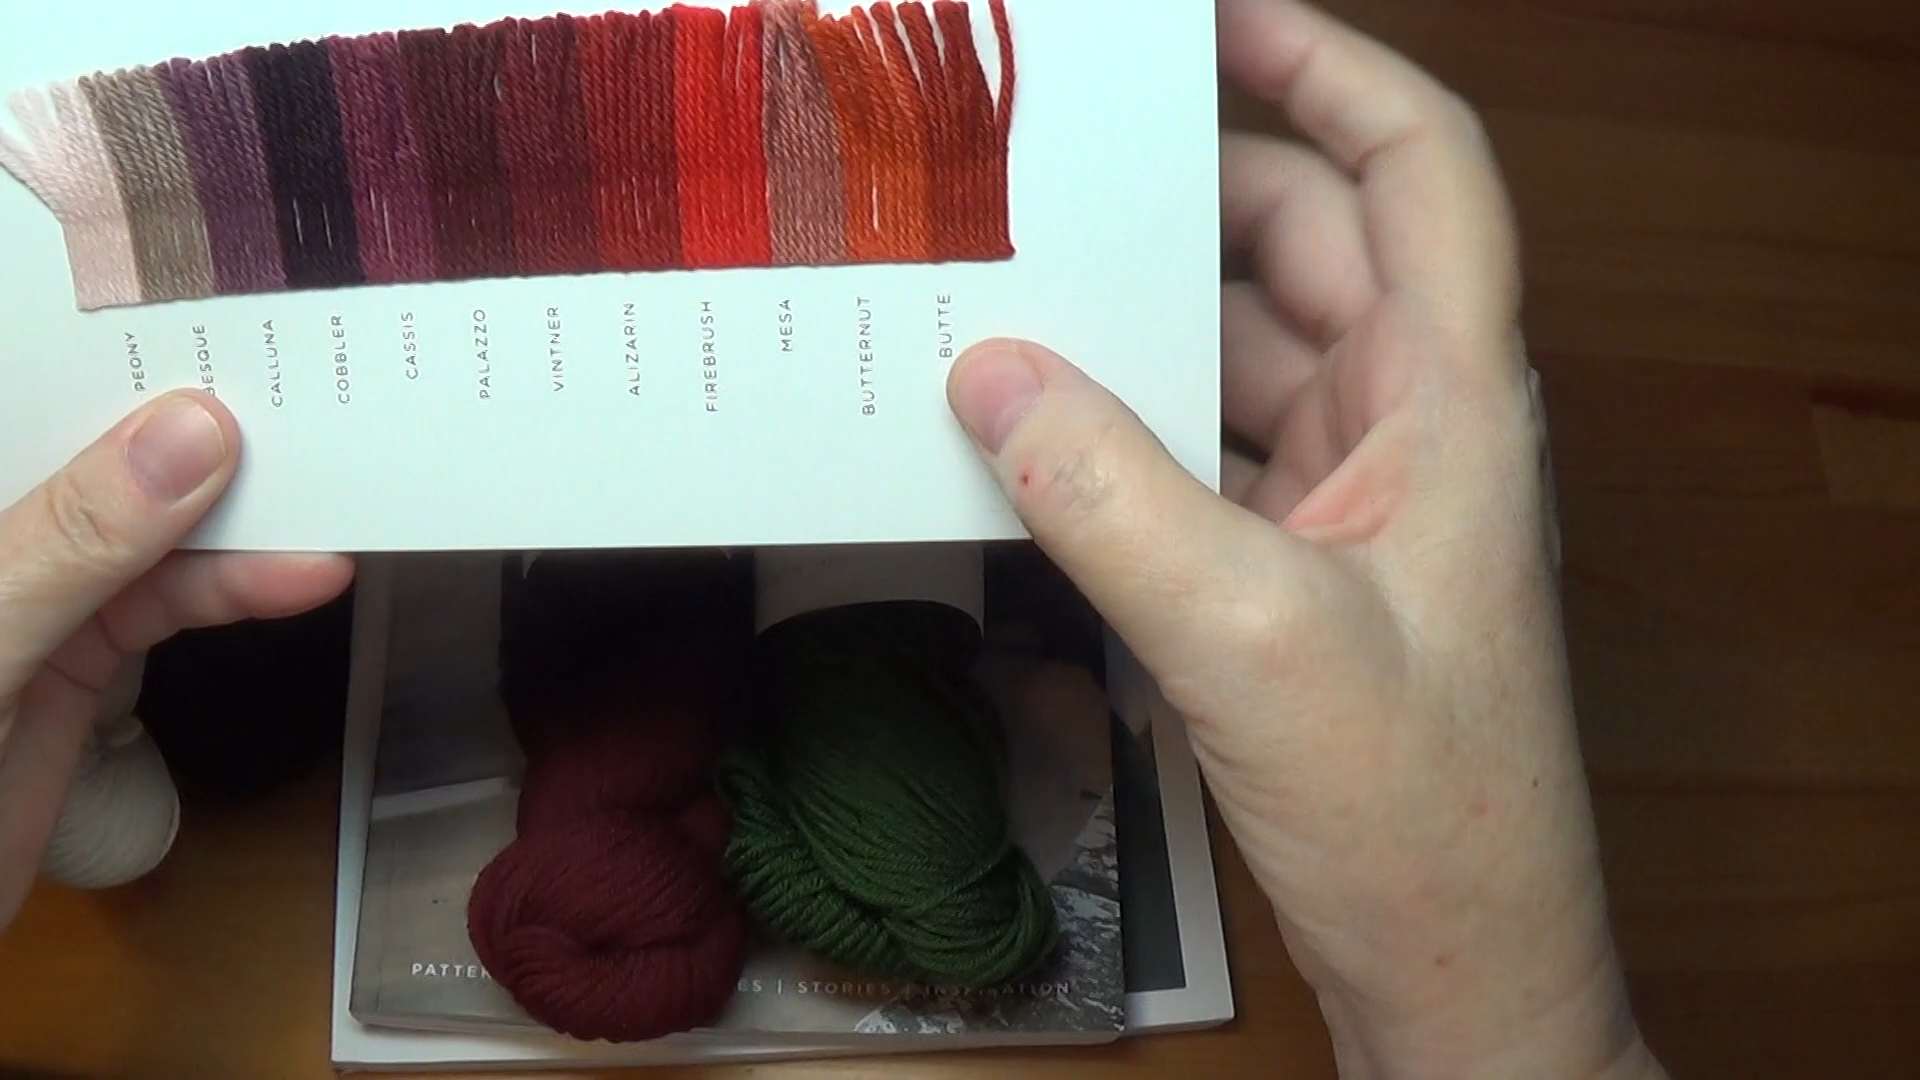 PEONY
CALLUNA
COBBLER
CASSIS
PALAZZO
VINTNER
ALIZARIN
FIREBRUSH
MESA
BUTTERNUT
BUTTE
| STORIES | INSPIRATION